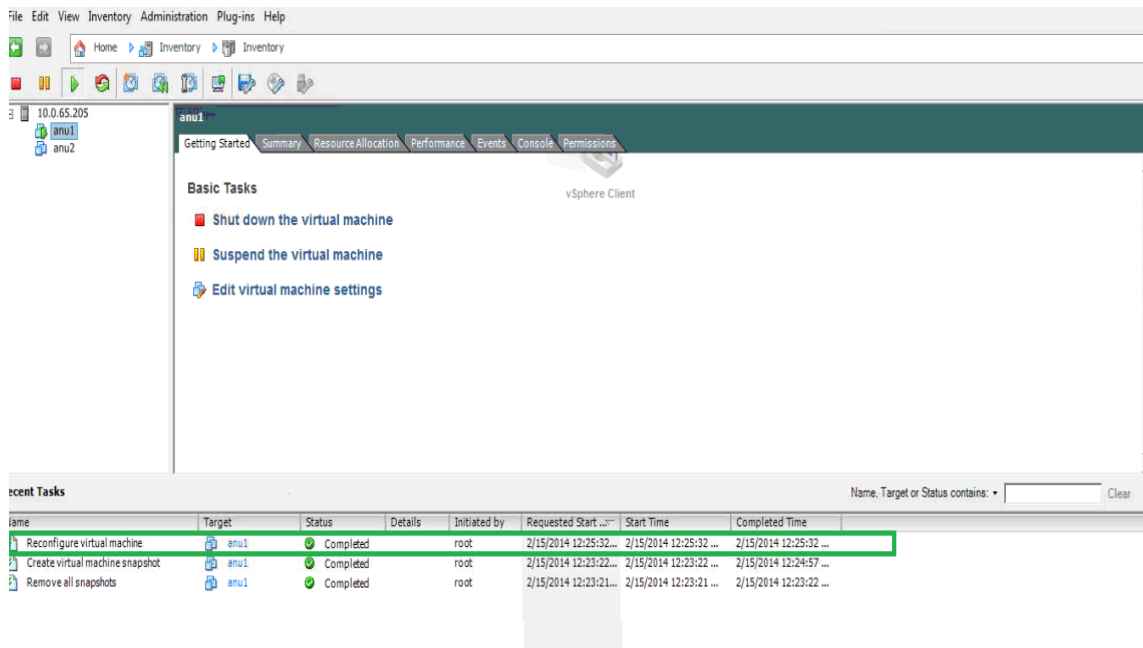 File Edit View Inventory Administration Plug-ins Help
Home Inventory Inventory
10.0.65.205
anu1
anu2
anu1
Getting Started Summary Resource Allocation Performance Events Console Permissions
Basic Tasks
vSphere Client
Shut down the virtual machine
Suspend the virtual machine
Edit virtual machine settings
ecent Tasks
Name, Target or Status contains: Clear
Name Target Status Details Initiated by Requested Start ... Start Time Completed Time
Reconfigure virtual machine anu1 Completed root 2/15/2014 12:25:32... 2/15/2014 12:25:32 ... 2/15/2014 12:25:32 ...
Create virtual machine snapshot anu1 Completed root 2/15/2014 12:23:22... 2/15/2014 12:23:22 ... 2/15/2014 12:24:57 ...
Remove all snapshots anu1 Completed root 2/15/2014 12:23:21... 2/15/2014 12:23:21 ... 2/15/2014 12:23:22 ...